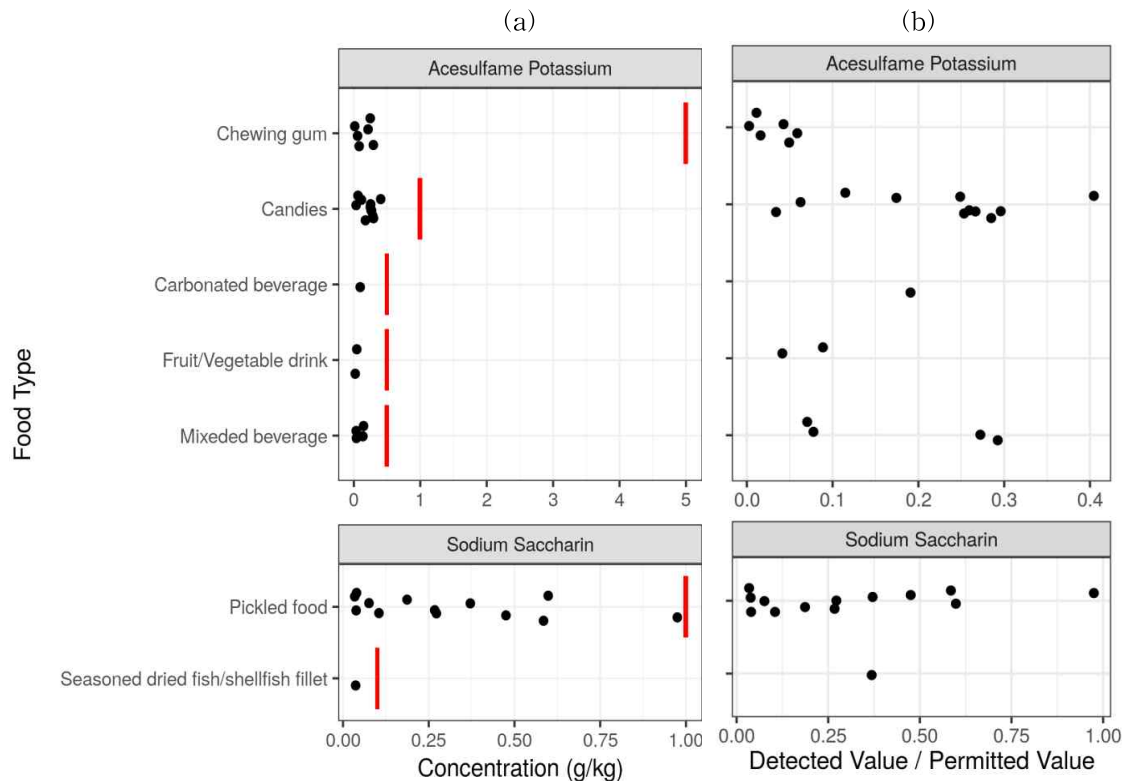 (a)
(b)
Acesulfame Potassium
Acesulfame Potassium
Food Type
Chewing gum
Candies
Carbonated beverage
Fruit/Vegetable drink
Mixeded beverage
0 1 2 3 4 5
0.0 0.1 0.2 0.3 0.4
Sodium Saccharin
Sodium Saccharin
Pickled food
Seasoned dried fish/shellfish fillet
0.00 0.25 0.50 0.75 1.00
0.00 0.25 0.50 0.75 1.00
Concentration (g/kg)
Detected Value / Permitted Value